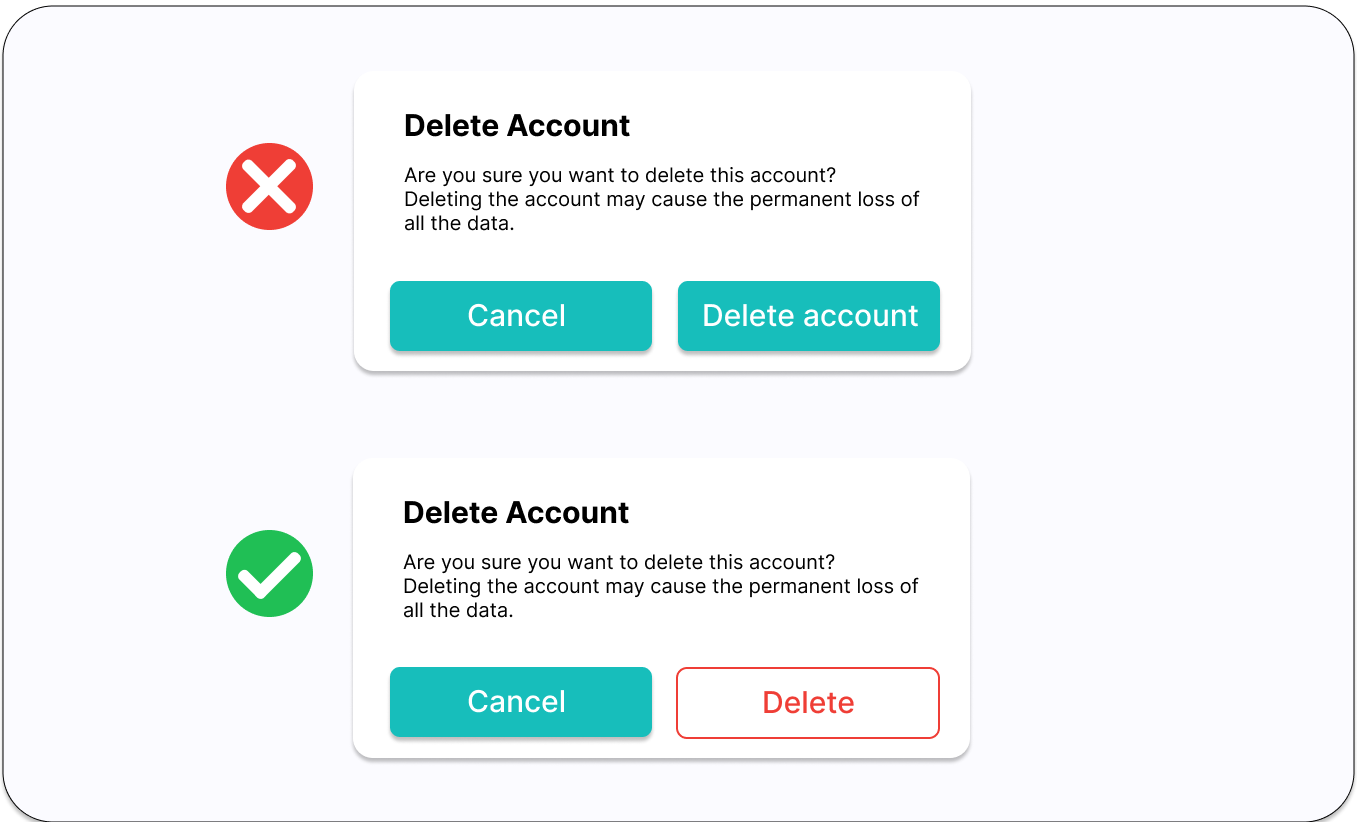 Delete Account
Are you sure you want to delete this account?
Deleting the account may cause the permanent loss of
all the data.
Cancel
Delete account
Delete Account
Are you sure you want to delete this account?
Deleting the account may cause the permanent loss of
all the data.
Cancel
Delete